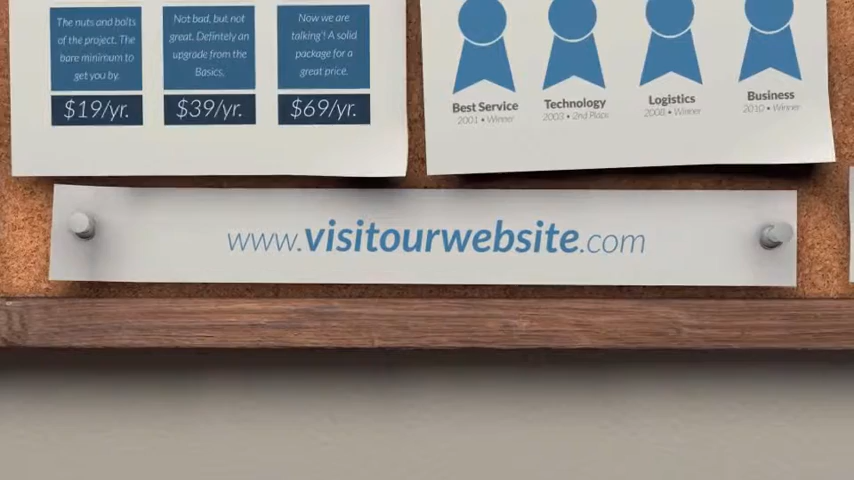 The nuts and bolts
of the project. The
bare minimum to
get you by.
$19/yr.
Not bad, but not
great. Defintely an
upgrade from the
Basics.
$39/yr.
Now we are
talking'! A solid
package for a
great price.
$69/yr.
Best Service
2001 • Winner
Technology
2003 • 2nd Place
Logistics
2008 • Winner
Business
2010 • Winner
www.visitourwebsite.com